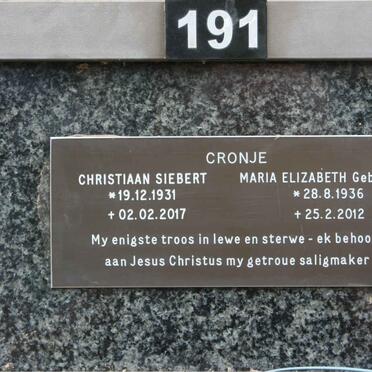 191
CRONJE
CHRISTIAAN SIEBERT MARIA ELIZABETH Geb
*19.12.1931 *28.8.1936
+02.02.2017 +25.2.2012
My enigste troos in lewe en sterwe - ek behoo
aan Jesus Christus my getroue saligmaker